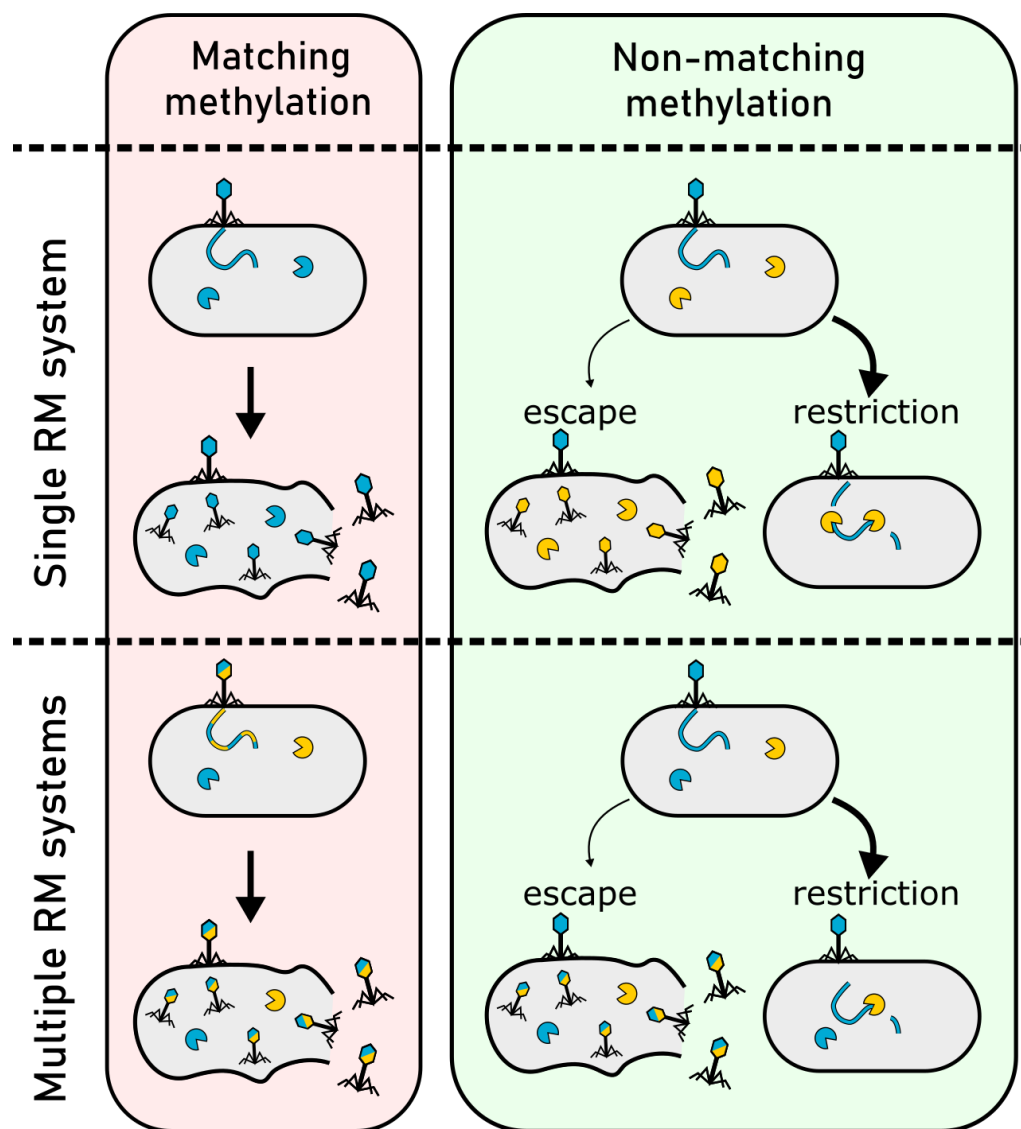 Matching
methylation
Non-matching
methylation
Single RM system
escape
restriction
Multiple RM systems
escape
restriction